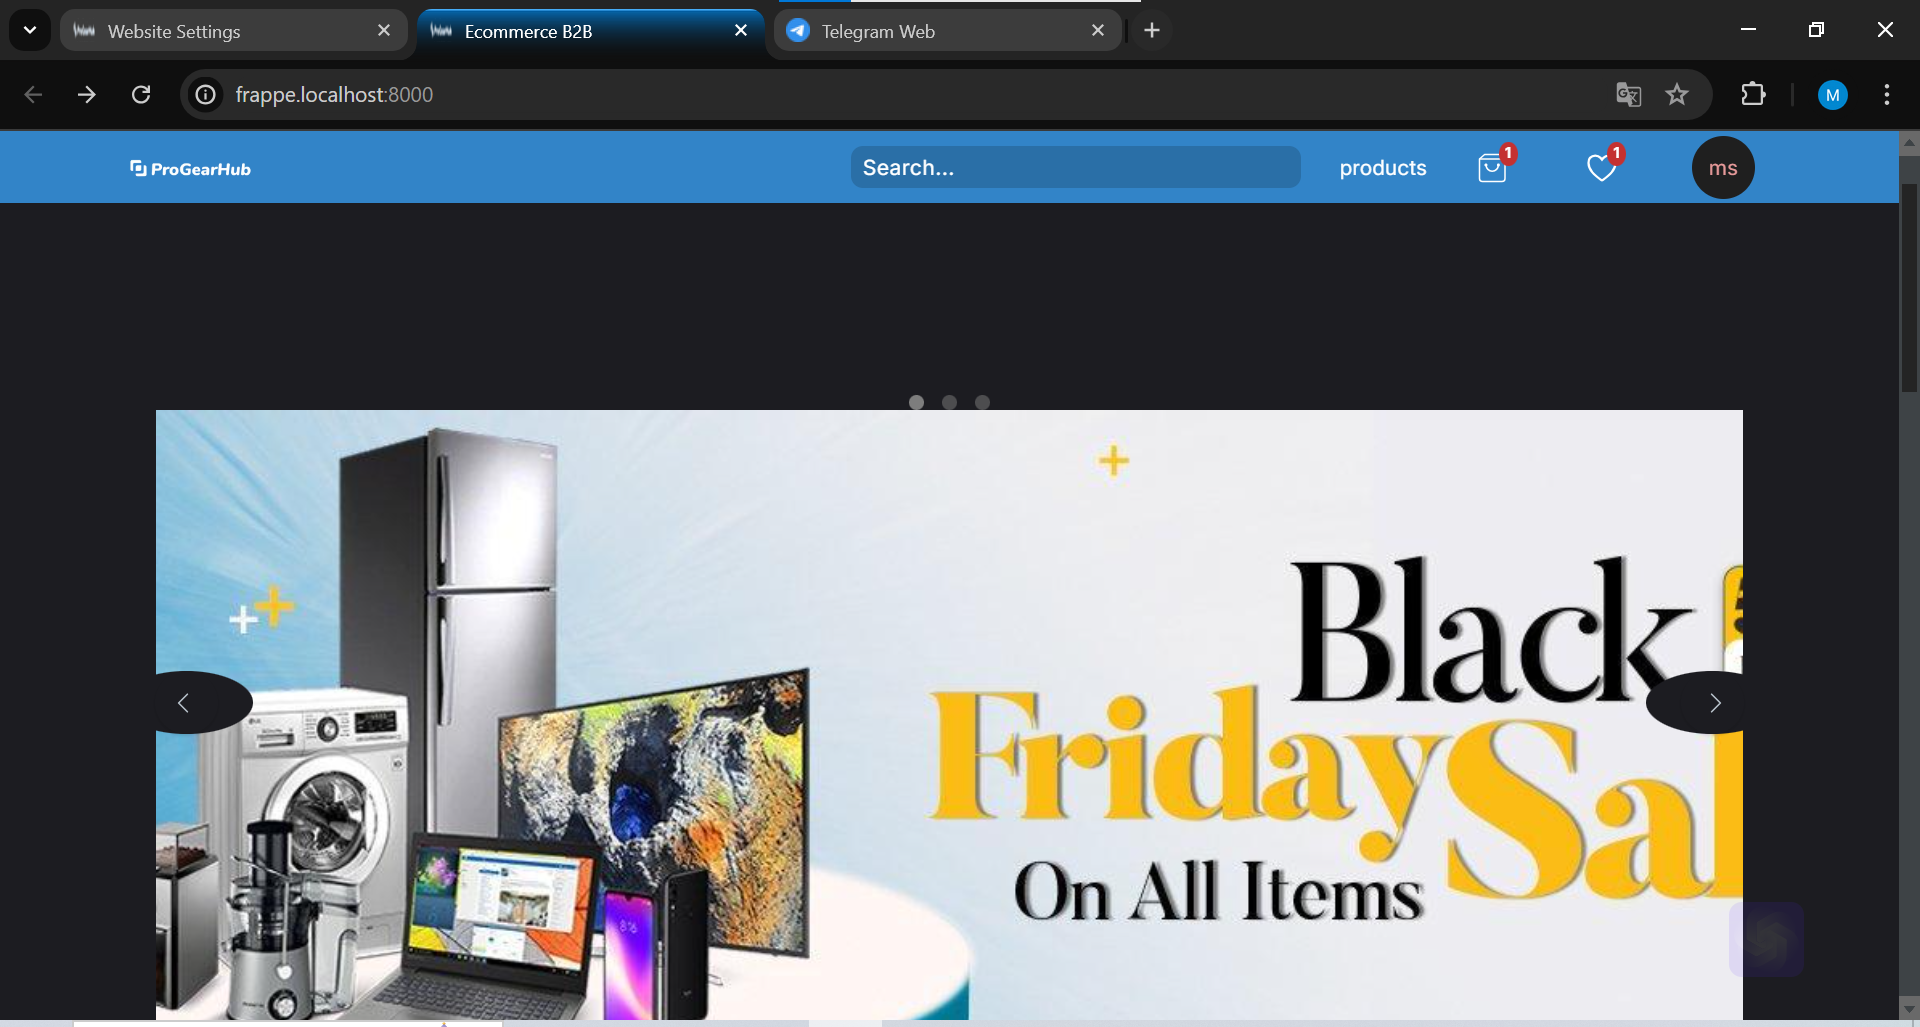 Website Settings
Ecommerce B2B
Telegram Web
frappe.localhost:8000
M
ProGearHub
Search...
products
1
1
ms
Black
Friday Sal
On All Items